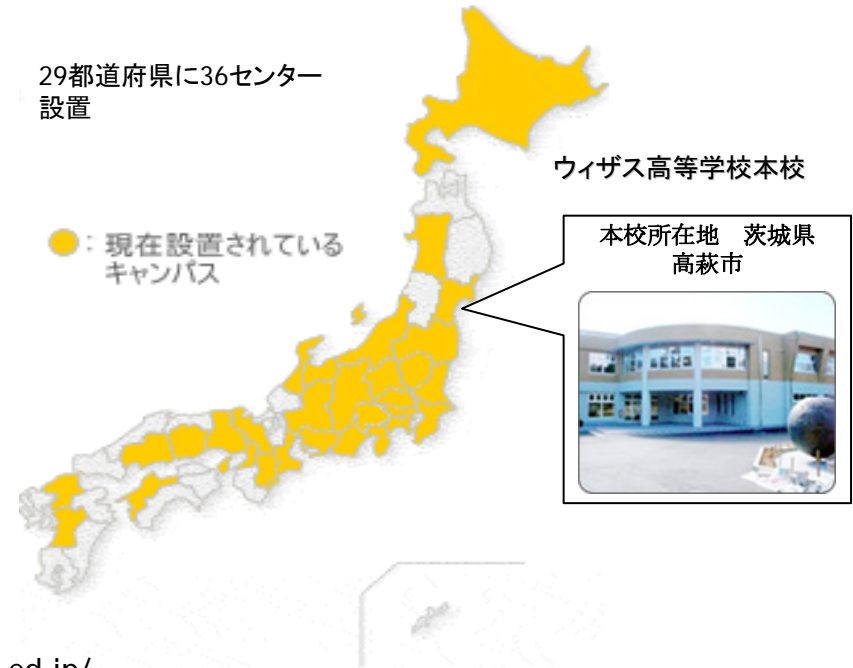 29都道府県に36センター
設置
ウィザス高等学校本校
本校所在地　茨城県
高萩市
：現在設置されている
キャンパス
ed.jp/